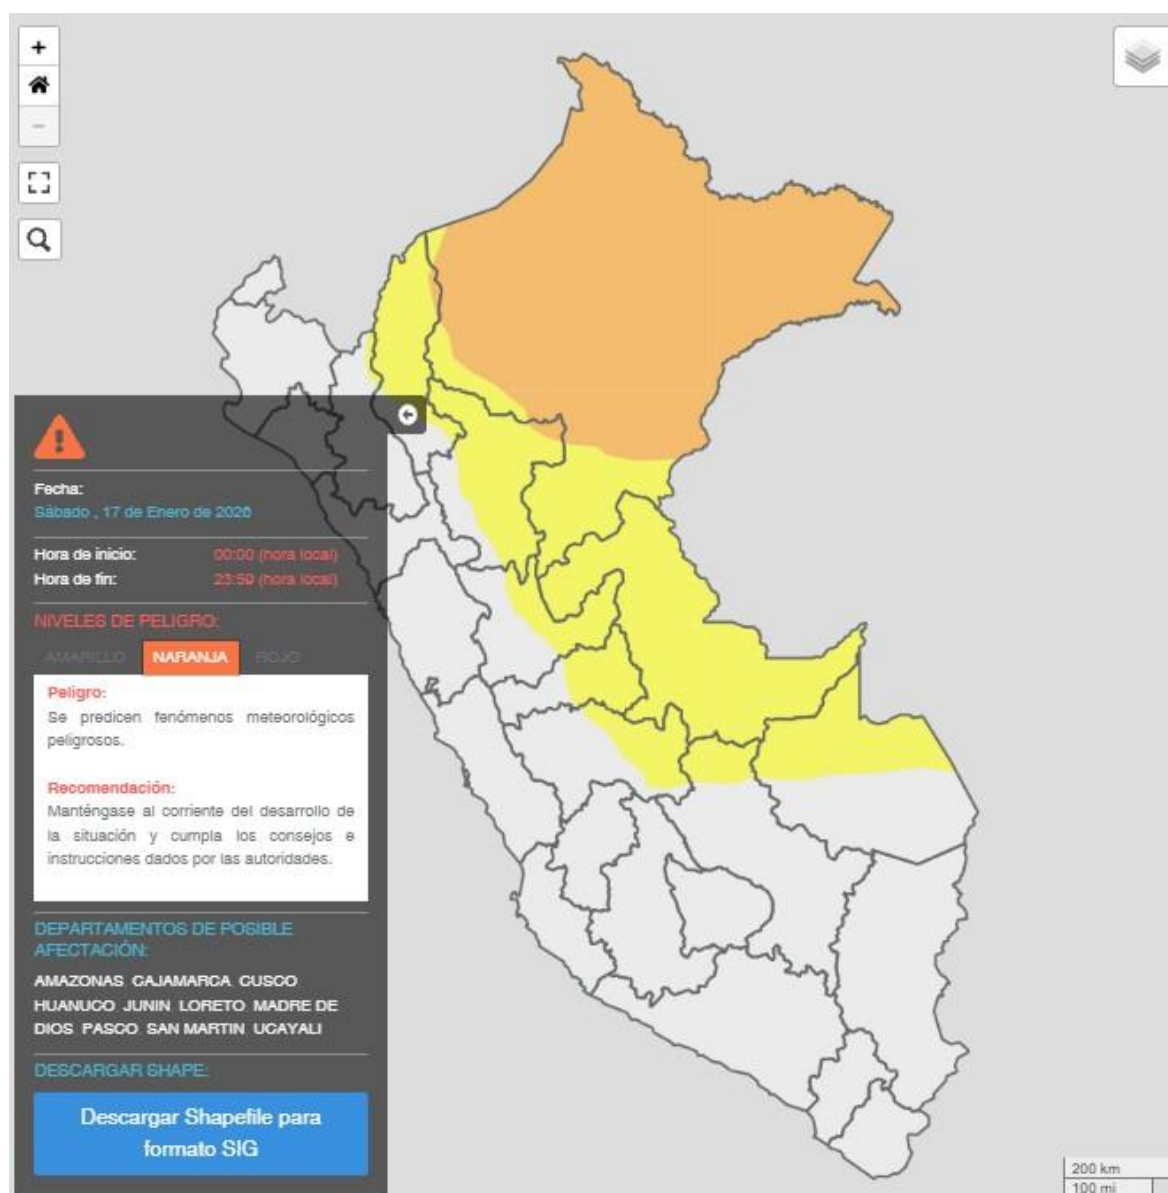 +
−
Fecha:
Sábado , 17 de Enero de 2026
Hora de inicio: 00:00 (hora local)
Hora de fin: 23:59 (hora local)
NIVELES DE PELIGRO:
AMARILLO NARANJA ROJO
Peligro:
Se predicen fenómenos meteorológicos
peligrosos.
Recomendación:
Manténgase al corriente del desarrollo de
la situación y cumpla los consejos e
instrucciones dados por las autoridades.
DEPARTAMENTOS DE POSIBLE
AFECTACIÓN:
AMAZONAS CAJAMARCA CUSCO
HUANUCO JUNIN LORETO MADRE DE
DIOS PASCO SAN MARTIN UCAYALI
DESCARGAR SHAPE:
Descargar Shapefile para
formato SIG
200 km
100 mi